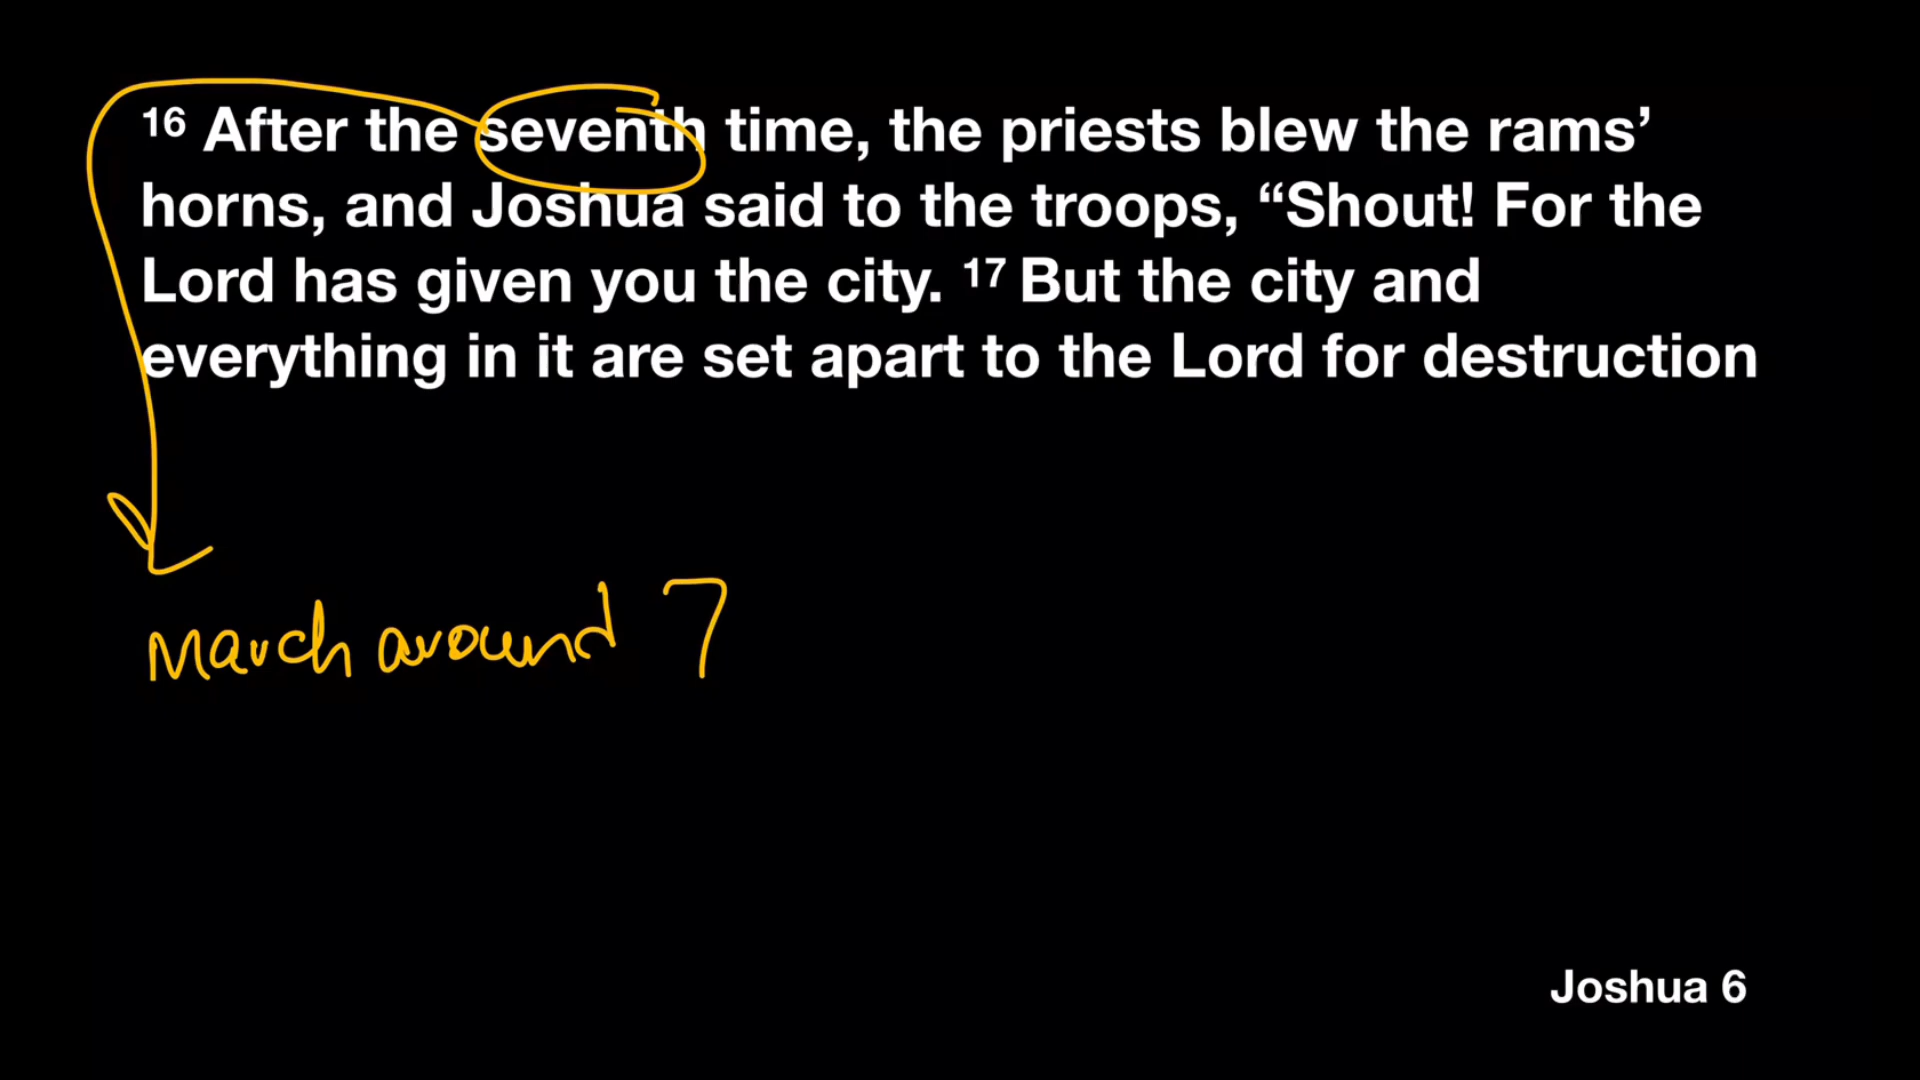 16 After the seventh time, the priests blew the rams’
horns, and Joshua said to the troops, “Shout! For the
Lord has given you the city. 17 But the city and
everything in it are set apart to the Lord for destruction
March around 7
Joshua 6